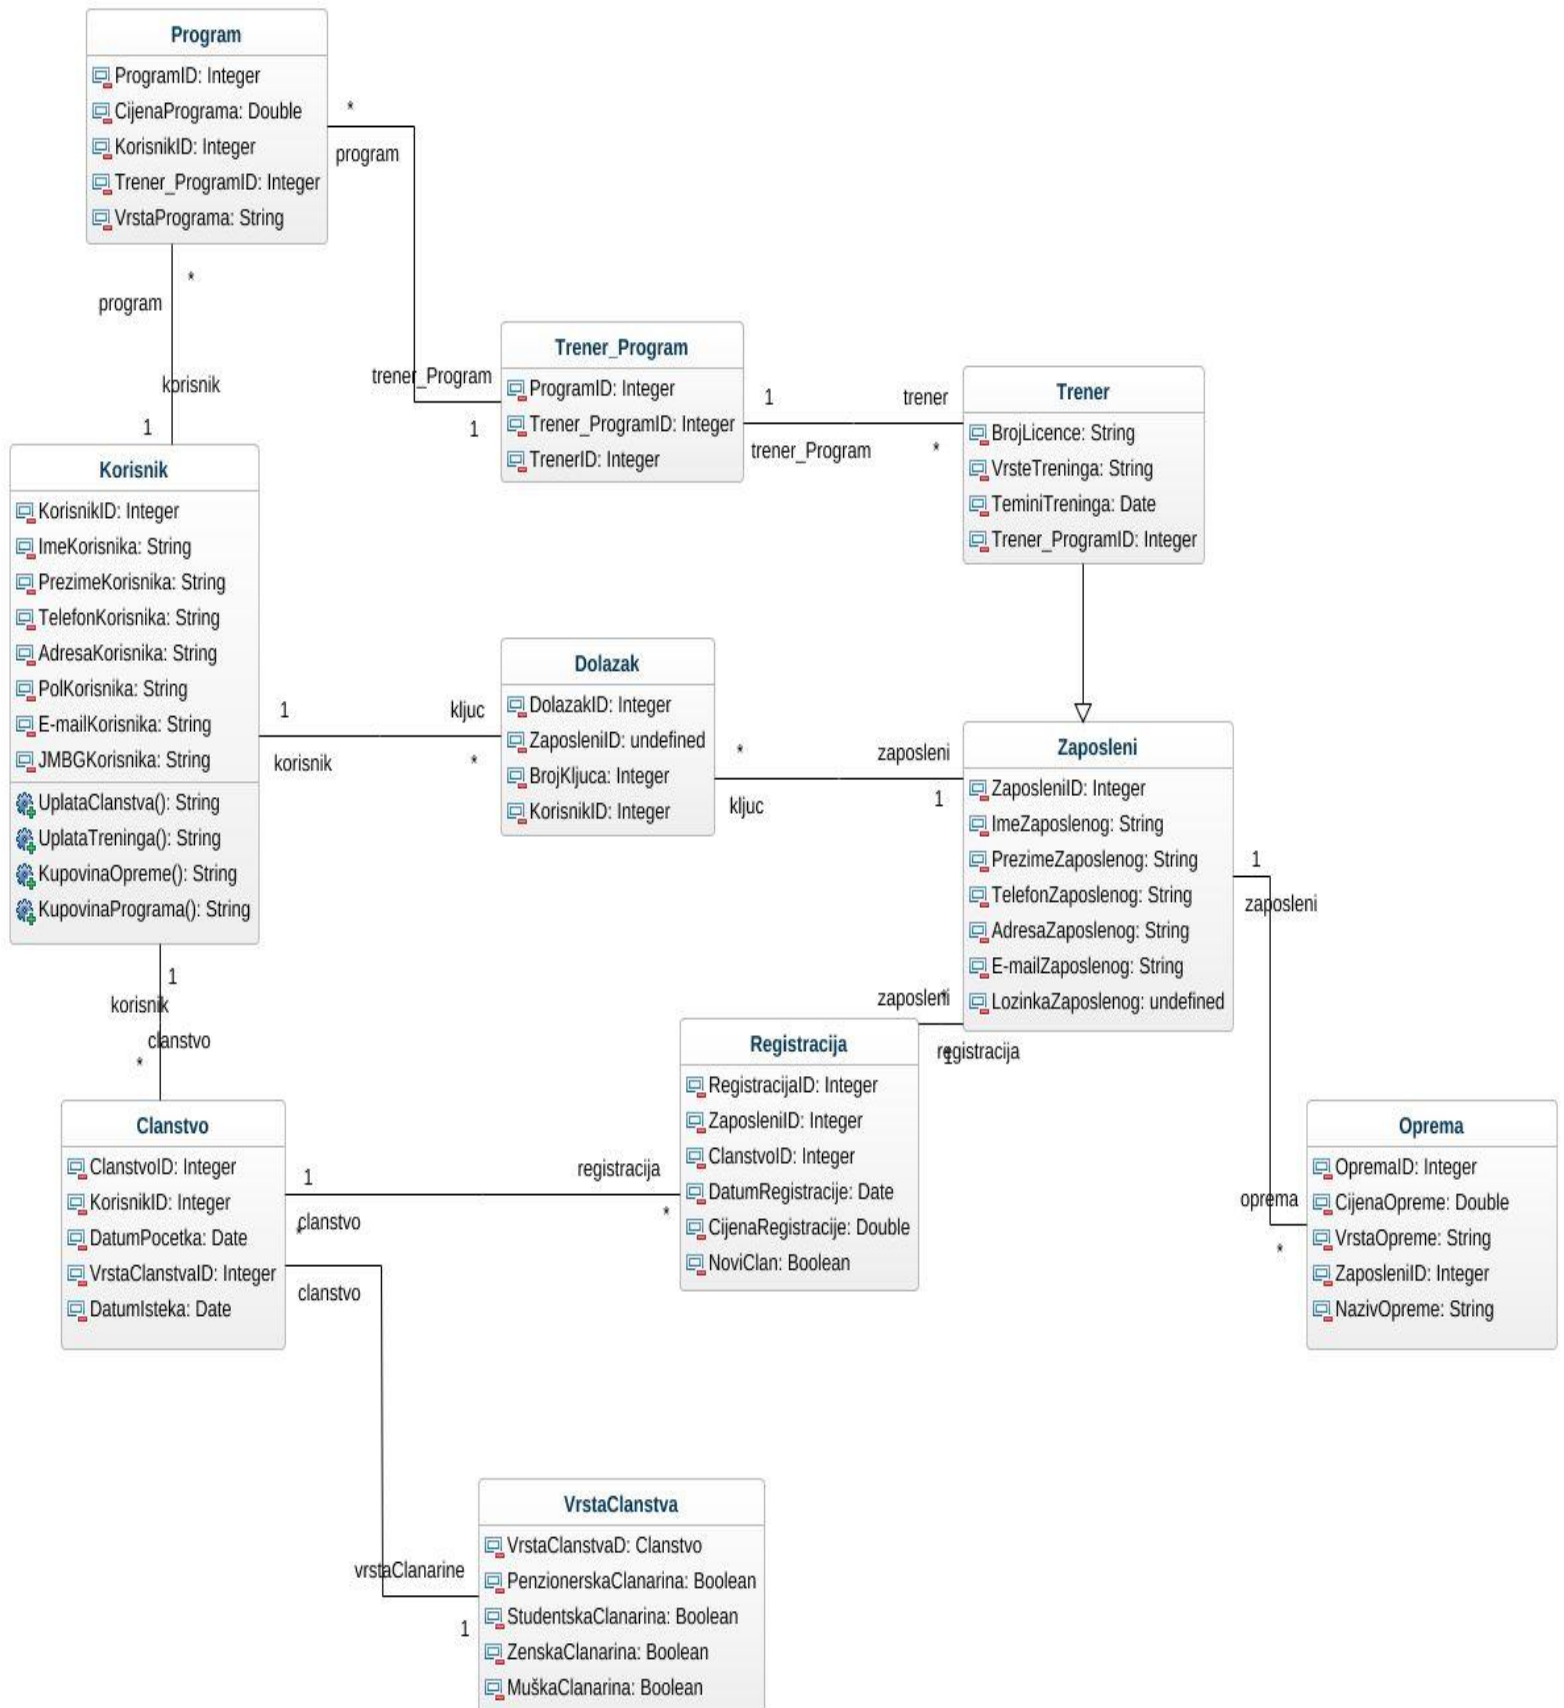 Program
ProgramID: Integer
CijenaPrograma: Double
KorisnikID: Integer
Trener_ProgramID: Integer
VrstaPrograma: String
*
program
*
program
korisnik
1
trener_Program
1
Trener_Program
ProgramID: Integer
Trener_ProgramID: Integer
TrenerID: Integer
1
trener
trener_Program
*
Trener
BrojLicence: String
VrsteTreninga: String
TeminiTreninga: Date
Trener_ProgramID: Integer
Korisnik
KorisnikID: Integer
ImeKorisnika: String
PrezimeKorisnika: String
TelefonKorisnika: String
AdresaKorisnika: String
PolKorisnika: String
E-mailKorisnika: String
JMBGKorisnika: String
UplataClanstva(): String
UplataTreninga(): String
KupovinaOpreme(): String
KupovinaPrograma(): String
1
kljuc
korisnik
*
Dolazak
DolazakID: Integer
ZaposleniID: undefined
BrojKljuca: Integer
KorisnikID: Integer
*
zaposleni
kljuc
1
Zaposleni
ZaposleniID: Integer
ImeZaposlenog: String
PrezimeZaposlenog: String
TelefonZaposlenog: String
AdresaZaposlenog: String
E-mailZaposlenog: String
LozinkaZaposlenog: undefined
1
zaposleni
1
korisnik
clanstvo
*
zaposleni
*
registracija
1
Registracija
RegistracijaID: Integer
ZaposleniID: Integer
ClanstvoID: Integer
DatumRegistracije: Date
CijenaRegistracije: Double
NoviClan: Boolean
Clanstvo
ClanstvoID: Integer
KorisnikID: Integer
DatumPocetka: Date
VrstaClanstvaID: Integer
DatumIsteka: Date
1
registracija
clanstvo
*
*
clanstvo
oprema
*
Oprema
OpremaID: Integer
CijenaOpreme: Double
VrstaOpreme: String
ZaposleniID: Integer
NazivOpreme: String
vrstaClanarine
1
VrstaClanstva
VrstaClanstvaD: Clanstvo
PenzionerskaClanarina: Boolean
StudentskaClanarina: Boolean
ZenskaClanarina: Boolean
MuškaClanarina: Boolean